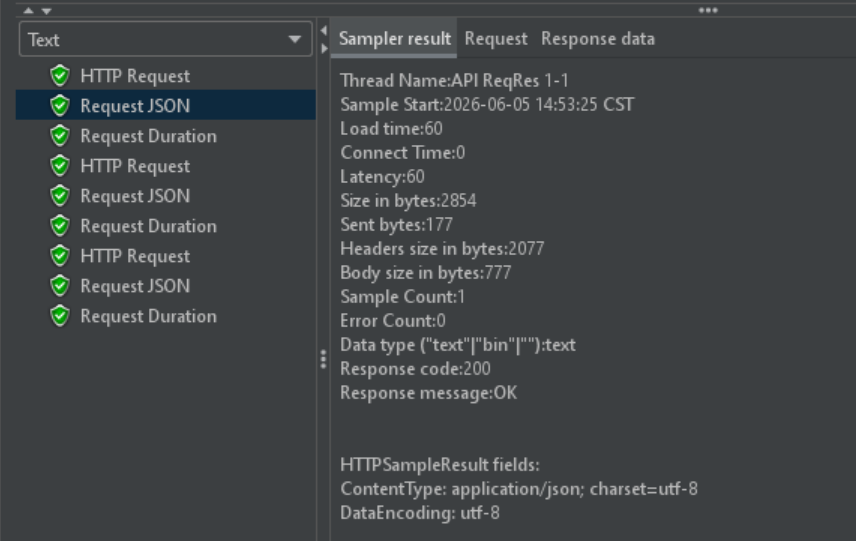 Text
HTTP Request
Request JSON
Request Duration
HTTP Request
Request JSON
Request Duration
HTTP Request
Request JSON
Request Duration
Sampler result Request Response data
Thread Name:API ReqRes 1-1
Sample Start:2026-06-05 14:53:25 CST
Load time:60
Connect Time:0
Latency:60
Size in bytes:2854
Sent bytes:177
Headers size in bytes:2077
Body size in bytes:777
Sample Count:1
Error Count:0
Data type ("text"|"bin"|""):text
Response code:200
Response message:OK
HTTPSampleResult fields:
ContentType: application/json; charset=utf-8
DataEncoding: utf-8